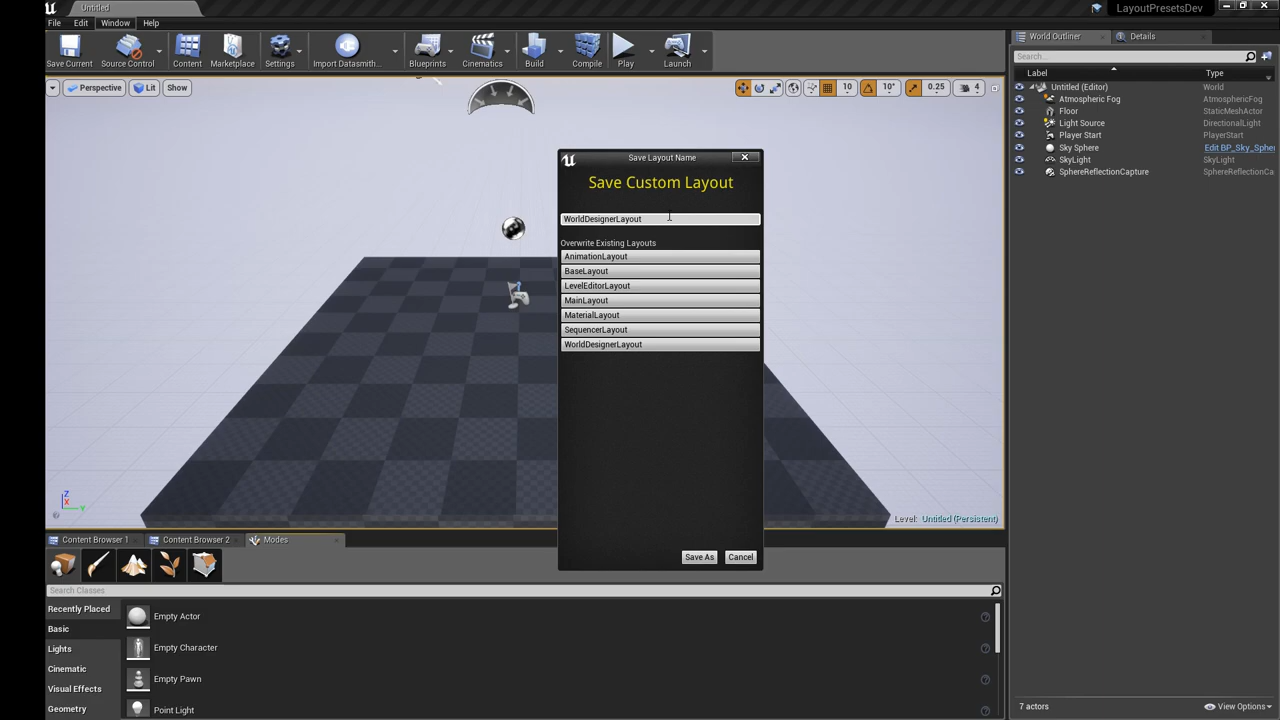 Untitled
LayoutPresetsDev
File Edit Window Help
Save Current
Source Control
Content
Marketplace
Settings
Import Datasmith...
Blueprints
Cinematics
Build
Compile
Play
Launch
Perspective
Lit
Show
10
10°
0.25
4
World Outliner
Details
Search...
Label Type
Untitled (Editor) World
Atmospheric Fog AtmosphericFog
Floor StaticMeshActor
Light Source DirectionalLight
Player Start PlayerStart
Sky Sphere Edit BP_Sky_Spher
SkyLight SkyLight
SphereReflectionCapture SphereReflectionCa
7 actors
View Options
Save Layout Name
Save Custom Layout
WorldDesignerLayout
Overwrite Existing Layouts
AnimationLayout
BaseLayout
LevelEditorLayout
MainLayout
MaterialLayout
SequencerLayout
WorldDesignerLayout
Save As
Cancel
Z
X
Y
Level: Untitled (Persistent)
Content Browser 1
Content Browser 2
Modes
Search Classes
Recently Placed
Basic
Lights
Cinematic
Visual Effects
Geometry
Empty Actor
Empty Character
Empty Pawn
Point Light